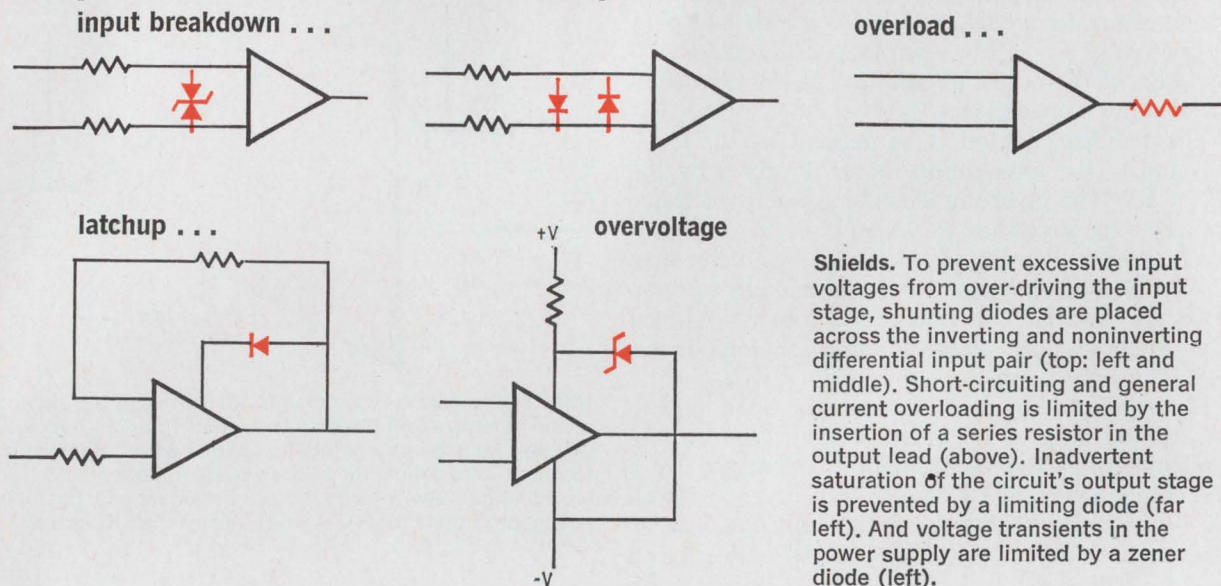 input breakdown . . .
overload . . .
latchup . . .
overvoltage
+V
-V
Shields. To prevent excessive input
voltages from over-driving the input
stage, shunting diodes are placed
across the inverting and noninverting
differential input pair (top: left and
middle). Short-circuiting and general
current overloading is limited by the
insertion of a series resistor in the
output lead (above). Inadvertent
saturation of the circuit's output stage
is prevented by a limiting diode (far
left). And voltage transients in the
power supply are limited by a zener
diode (left).